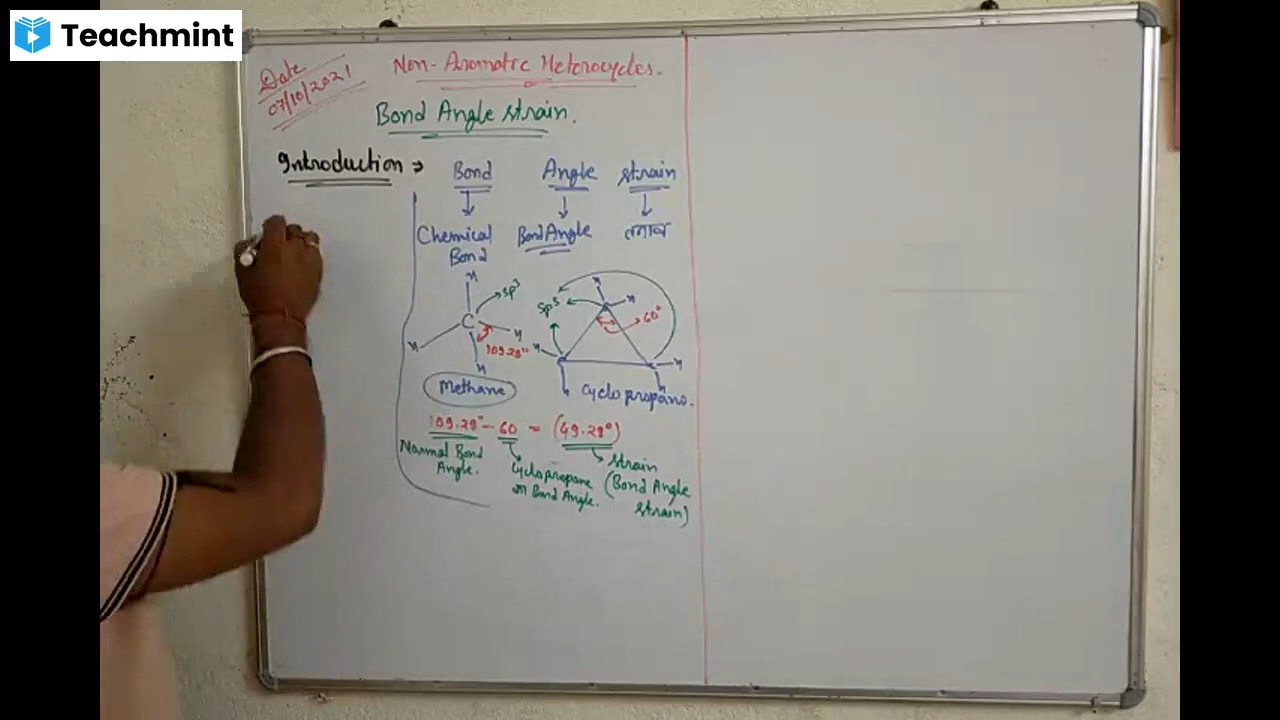 Teachmint
Date
07/10/2021
Non-Aromatic Heterocycles.
Bond Angle strain.
Introduction →
Bond Angle strain
Chemical Bond Angle तनाव
Bond
H
sp³
C
H
H
109.28°
H
Methane
H
H
sp³
60°
H
H
H
Cyclopropane.
109.28° - 60 = (49.28°)
Normal Bond
Angle.
Cyclopropane
का Bond Angle.
strain
(Bond Angle
strain)